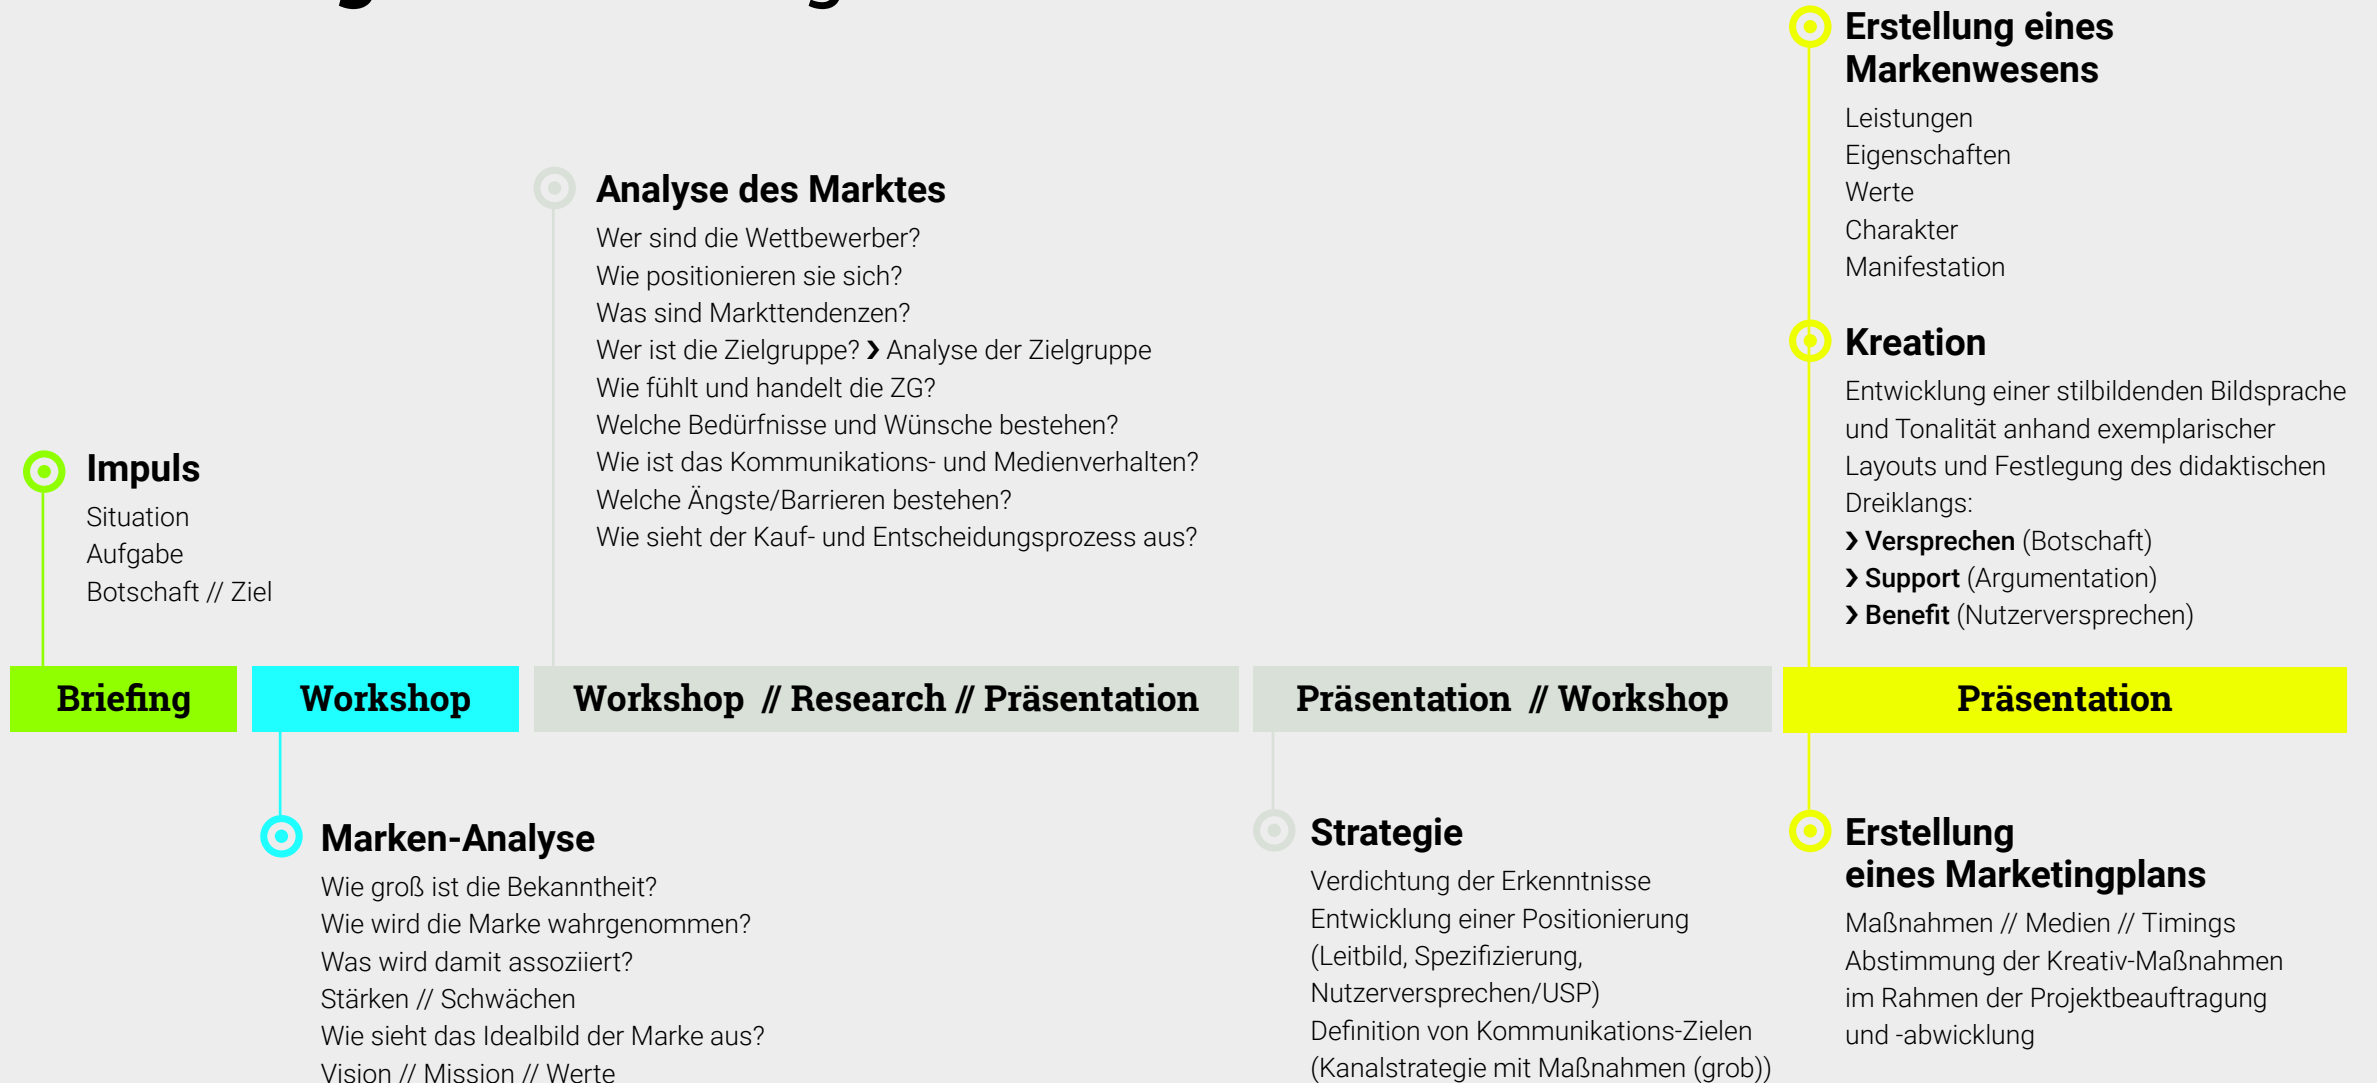 Impuls
Situation
Aufgabe
Botschaft // Ziel
Analyse des Marktes
Wer sind die Wettbewerber?
Wie positionieren sie sich?
Was sind Markttendenzen?
Wer ist die Zielgruppe? › Analyse der Zielgruppe
Wie fühlt und handelt die ZG?
Welche Bedürfnisse und Wünsche bestehen?
Wie ist das Kommunikations- und Medienverhalten?
Welche Ängste/Barrieren bestehen?
Wie sieht der Kauf- und Entscheidungsprozess aus?
Erstellung eines
Markenwesens
Leistungen
Eigenschaften
Werte
Charakter
Manifestation
Kreation
Entwicklung einer stilbildenden Bildsprache
und Tonalität anhand exemplarischer
Layouts und Festlegung des didaktischen
Dreiklangs:
› Versprechen (Botschaft)
› Support (Argumentation)
› Benefit (Nutzerversprechen)
Briefing
Workshop
Workshop // Research // Präsentation
Präsentation // Workshop
Präsentation
Marken-Analyse
Wie groß ist die Bekanntheit?
Wie wird die Marke wahrgenommen?
Was wird damit assoziiert?
Stärken // Schwächen
Wie sieht das Idealbild der Marke aus?
Vision // Mission // Werte
Strategie
Verdichtung der Erkenntnisse
Entwicklung einer Positionierung
(Leitbild, Spezifizierung,
Nutzerversprechen/USP)
Definition von Kommunikations-Zielen
(Kanalstrategie mit Maßnahmen (grob))
Erstellung
eines Marketingplans
Maßnahmen // Medien // Timings
Abstimmung der Kreativ-Maßnahmen
im Rahmen der Projektbeauftragung
und -abwicklung